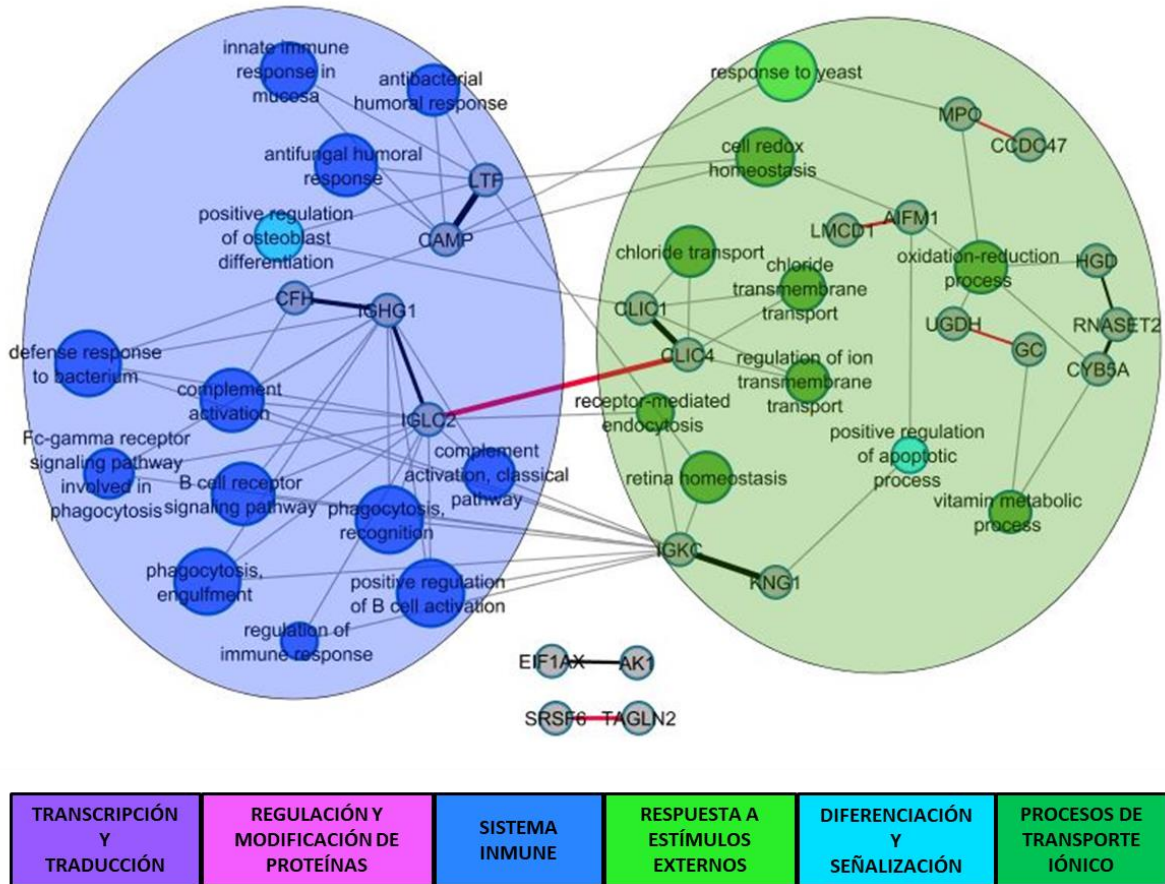 innate immune
response in
mucosa
antibacterial
humoral response
antifungal humoral
response
LTF
positive regulation
of osteoblast
differentiation
CAMP
CFH
IGHG1
defense response
to bacterium
complement
activation
IGLC2
Fc-gamma receptor
signaling pathway
involved in
phagocytosis
B cell receptor
signaling pathway
complement
activation, classical
pathway
phagocytosis,
recognition
phagocytosis,
engulfment
positive regulation
of B cell activation
regulation of
immune response
response to yeast
MPO
CCDC47
cell redox
homeostasis
LMCD1
AIFM1
chloride transport
chloride
transmembrane
transport
oxidation-reduction
process
HGD
CLIC1
UGDH
RNASET2
CLIC4
GC
CYB5A
regulation of ion
transmembrane
transport
receptor-mediated
endocytosis
positive regulation
of apoptotic
process
retina homeostasis
vitamin metabolic
process
IGKC
KNG1
EIF1AX
AK1
SRSF6
TAGLN2
TRANSCRIPCIÓN
Y
TRADUCCIÓN
REGULACIÓN Y
MODIFICACIÓN DE
PROTEÍNAS
SISTEMA
INMUNE
RESPUESTA A
ESTÍMULOS
EXTERNOS
DIFERENCIACIÓN
Y
SEÑALIZACIÓN
PROCESOS DE
TRANSPORTE
IÓNICO